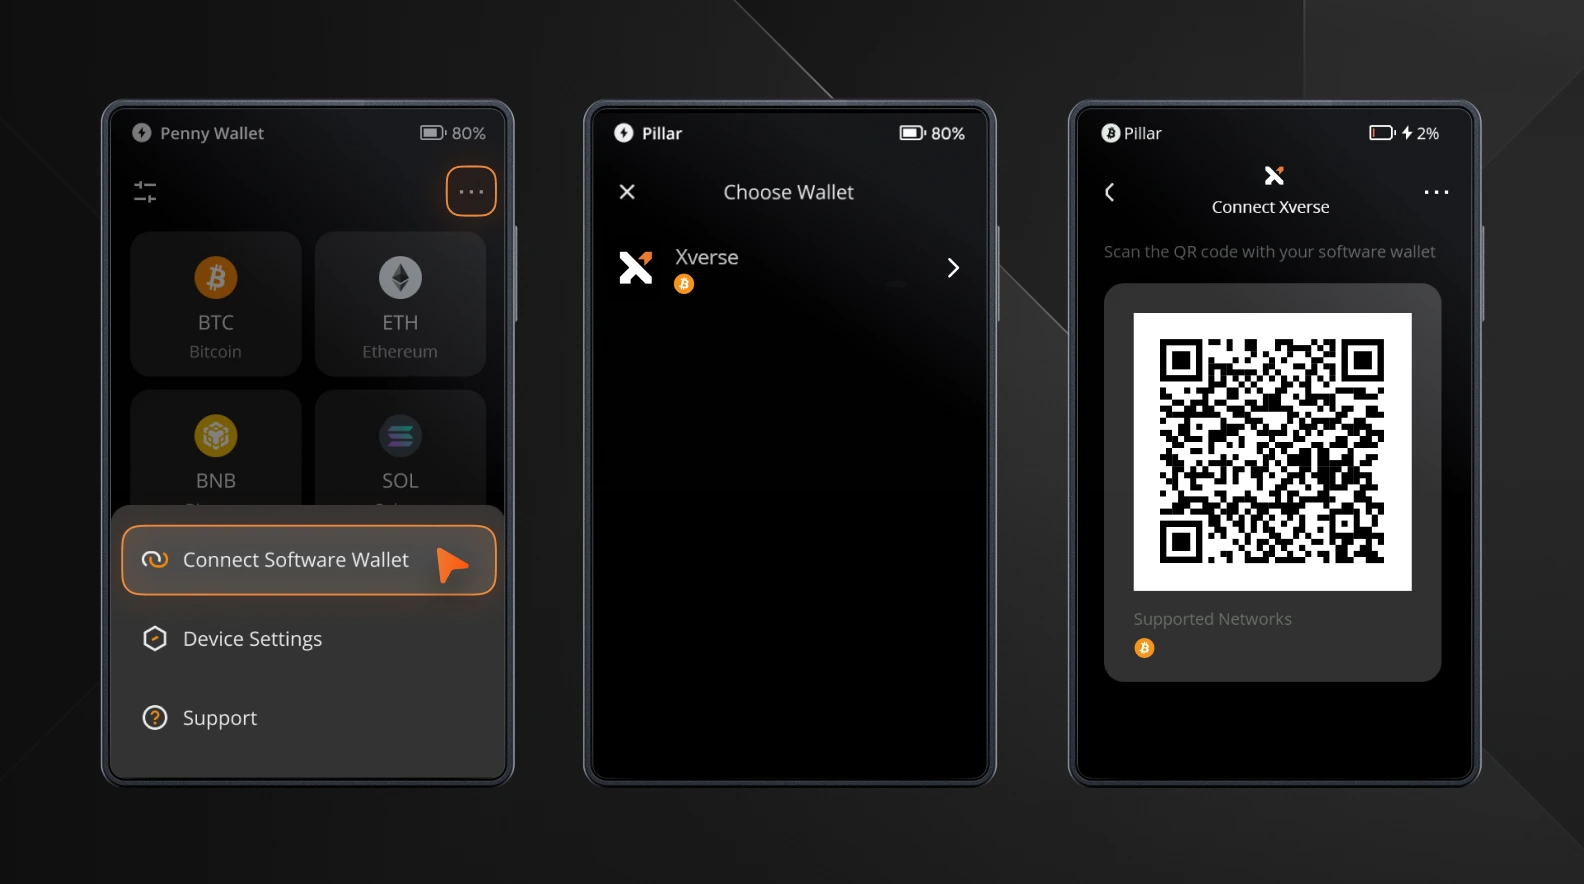 Penny Wallet
80%
BTC
Bitcoin
ETH
Ethereum
BNB
SOL
Connect Software Wallet
Device Settings
Support
Pillar
80%
Choose Wallet
Xverse
Pillar
2%
Connect Xverse
Scan the QR code with your software wallet
Supported Networks